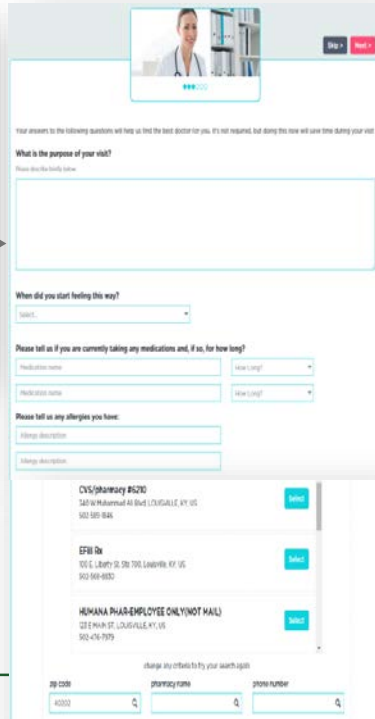 Skip >
Next >
Your answers to the following questions will help us find the best doctor for you. It's not required, but doing this now will save time during your visit
What is the purpose of your visit?
Please describe briefly below
When did you start feeling this way?
Select...
Please tell us if you are currently taking any medications and, if so, for how long?
Medication name
How Long?
Medication name
How Long?
Please tell us any allergies you have:
Allergy description
Allergy description
CVS/pharmacy #6210
Select
LOUISVILLE, KY, US
EFill Rx
Select
100 E. Liberty St, Ste 700, Louisville, KY, US
HUMANA PHAR-EMPLOYEE ONLY(NOT MAIL)
Select
123 E MAIN ST, LOUISVILLE, KY, US
502-476-7979
change any criteria to try your search again
zip code
pharmacy name
phone number
40202